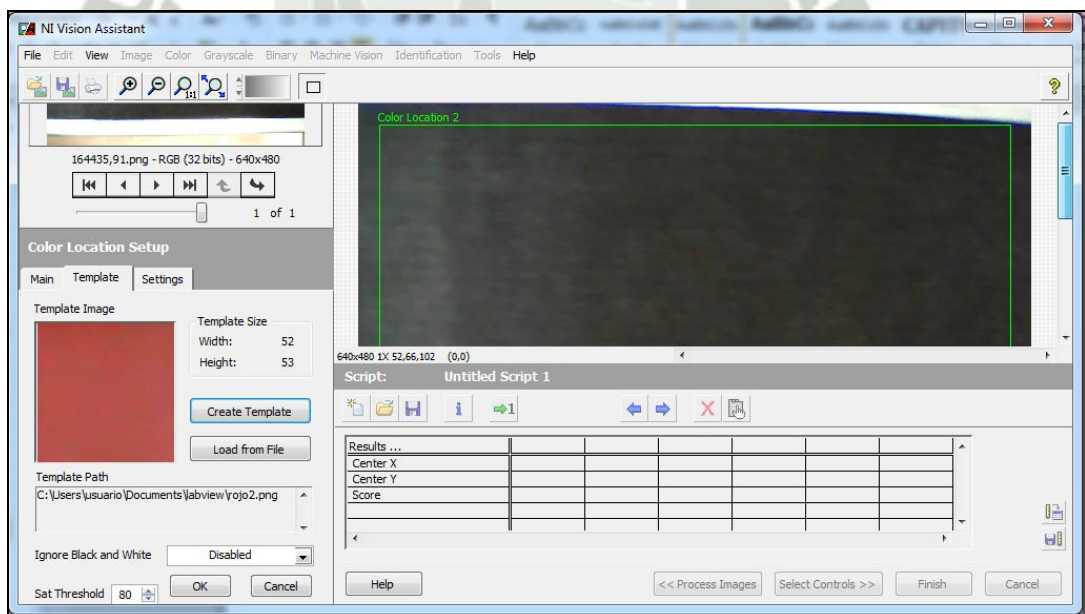 NI Vision Assistant
File Edit View Image Color Grayscale Binary Machine Vision Identification Tools Help
1:1
164435,91.png - RGB (32 bits) - 640x480
1 of 1
Color Location Setup
Main Template Settings
Template Image
Template Size
Width: 52
Height: 53
Create Template
Load from File
Template Path
C:\Users\usuario\Documents\labview\rojo2.png
Ignore Black and White Disabled
Sat Threshold 80
OK Cancel
Color Location 2
640x480 1X 52,66,102 (0,0)
Script: Untitled Script 1
1
Results ...
Center X
Center Y
Score
Help << Process Images Select Controls >> Finish Cancel